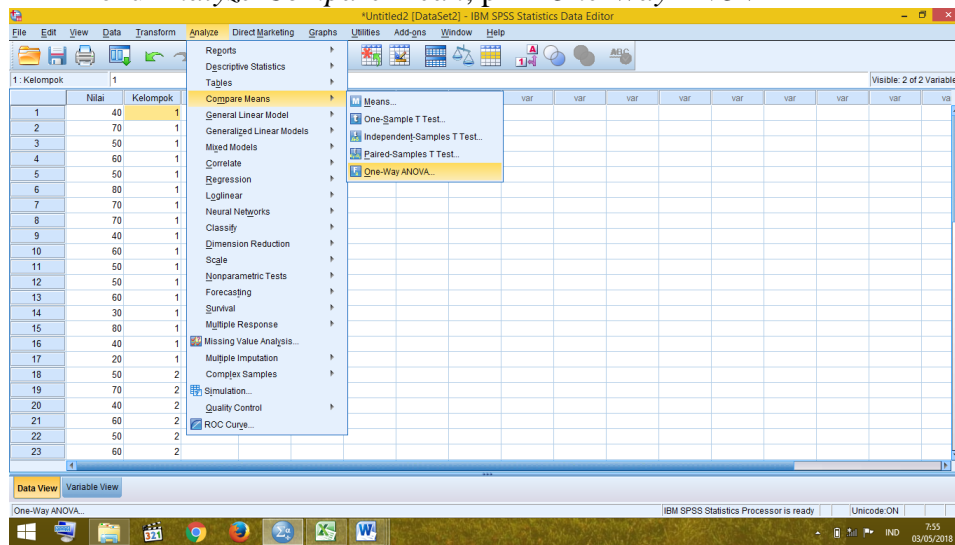 *Untitled2 [DataSet2] - IBM SPSS Statistics Data Editor
File Edit View Data Transform Analyze Direct Marketing Graphs Utilities Add-ons Window Help
1 : Kelompok 1 Visible: 2 of 2 Variable
Nilai Kelompok var var var var var var var var va
1 40 1
2 70 1
3 50 1
4 60 1
5 50 1
6 80 1
7 70 1
8 70 1
9 40 1
10 60 1
11 50 1
12 50 1
13 60 1
14 30 1
15 80 1
16 40 1
17 20 1
18 50 2
19 70 2
20 40 2
21 60 2
22 50 2
23 60 2
Reports
Descriptive Statistics
Tables
Compare Means
General Linear Model
Generalized Linear Models
Mixed Models
Correlate
Regression
Loglinear
Neural Networks
Classify
Dimension Reduction
Scale
Nonparametric Tests
Forecasting
Survival
Multiple Response
Missing Value Analysis...
Multiple Imputation
Complex Samples
Simulation...
Quality Control
ROC Curve...
Means...
One-Sample T Test...
Independent-Samples T Test...
Paired-Samples T Test...
One-Way ANOVA...
Data View Variable View
One-Way ANOVA... IBM SPSS Statistics Processor is ready Unicode:ON
IND 7:55
03/05/2018